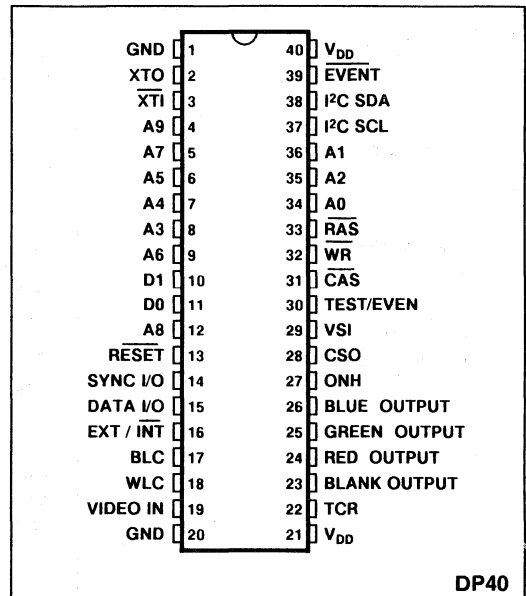 GND 1 40 VDD
XTO 2 39 EVENT
XTI 3 38 I²C SDA
A9 4 37 I²C SCL
A7 5 36 A1
A5 6 35 A2
A4 7 34 A0
A3 8 33 RAS
A6 9 32 WR
D1 10 31 CAS
D0 11 30 TEST/EVEN
A8 12 29 VSI
RESET 13 28 CSO
SYNC I/O 14 27 ONH
DATA I/O 15 26 BLUE OUTPUT
EXT / INT 16 25 GREEN OUTPUT
BLC 17 24 RED OUTPUT
WLC 18 23 BLANK OUTPUT
VIDEO IN 19 22 TCR
GND 20 21 VDD
DP40